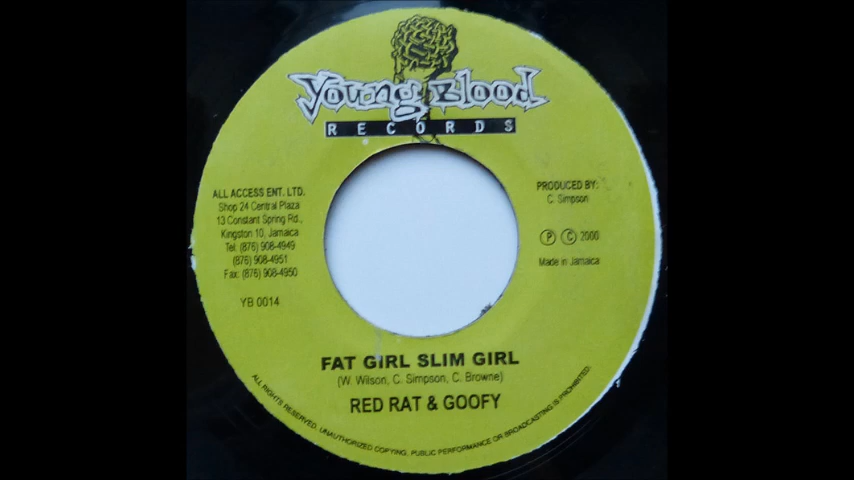 Young Blood
RECORDS
ALL ACCESS ENT. LTD.
Shop 24 Central Plaza
13 Constant Spring Rd.,
Kingston 10, Jamaica
Tel: (876) 908-4949
(876) 908-4951
Fax: (876) 908-4950
YB 0014
PRODUCED BY:
C. Simpson
Ⓟ Ⓒ 2000
Made in Jamaica
FAT GIRL SLIM GIRL
(W. Wilson, C. Simpson, C. Browne)
RED RAT & GOOFY
ALL RIGHTS RESERVED. UNAUTHORIZED COPYING, PUBLIC PERFORMANCE OR BROADCASTING IS PROHIBITED.